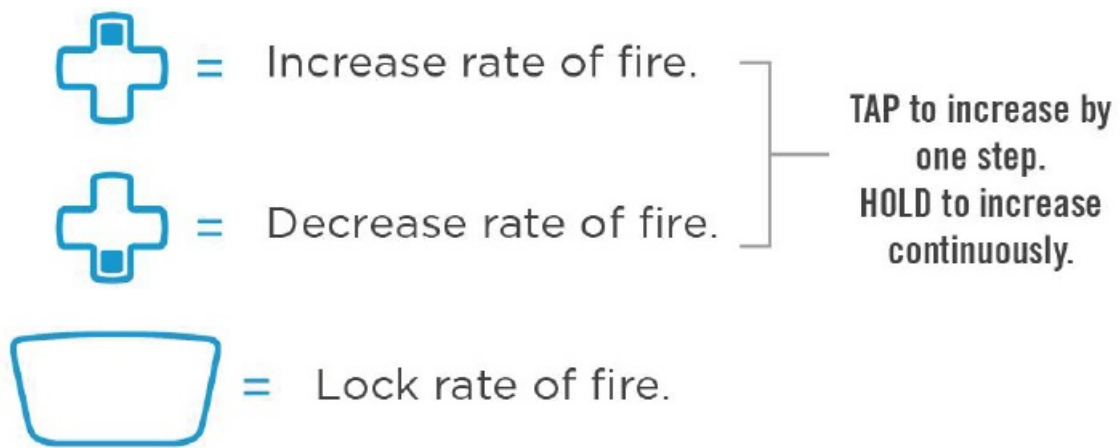 = Increase rate of fire.
= Decrease rate of fire.
TAP to increase by
one step.
HOLD to increase
continuously.
= Lock rate of fire.